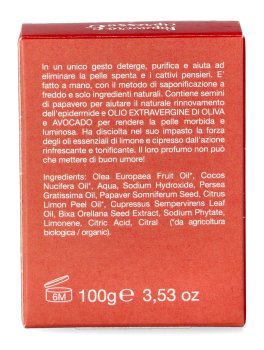 In un unico gesto deterge, purifica e aiuta ad
eliminare la pelle spenta e i cattivi pensieri. E'
fatto a mano, con il metodo di saponificazione a
freddo e solo ingredienti naturali. Contiene semini
di papavero per aiutare il naturale rinnovamento
dell'epidermide e OLIO EXTRAVERGINE DI OLIVA
e AVOCADO per rendere la pelle morbida e
luminosa. Ha disciolta nel suo impasto la forza
degli oli essenziali di limone e cipresso dall'azione
rinfrescante e tonificante. Il loro profumo non può
che mettere di buon umore!
Ingredients: Olea Europaea Fruit Oil*, Cocos
Nucifera Oil*, Aqua, Sodium Hydroxide, Persea
Gratissima Oil, Papaver Somniferum Seed, Citrus
Limon Peel Oil*, Cupressus Sempervirens Leaf
Oil, Bixa Orellana Seed Extract, Sodium Phytate,
Limonene, Citric Acid, Citral (*da agricoltura
biologica / organic).
6M
100g℮ 3,53 oz